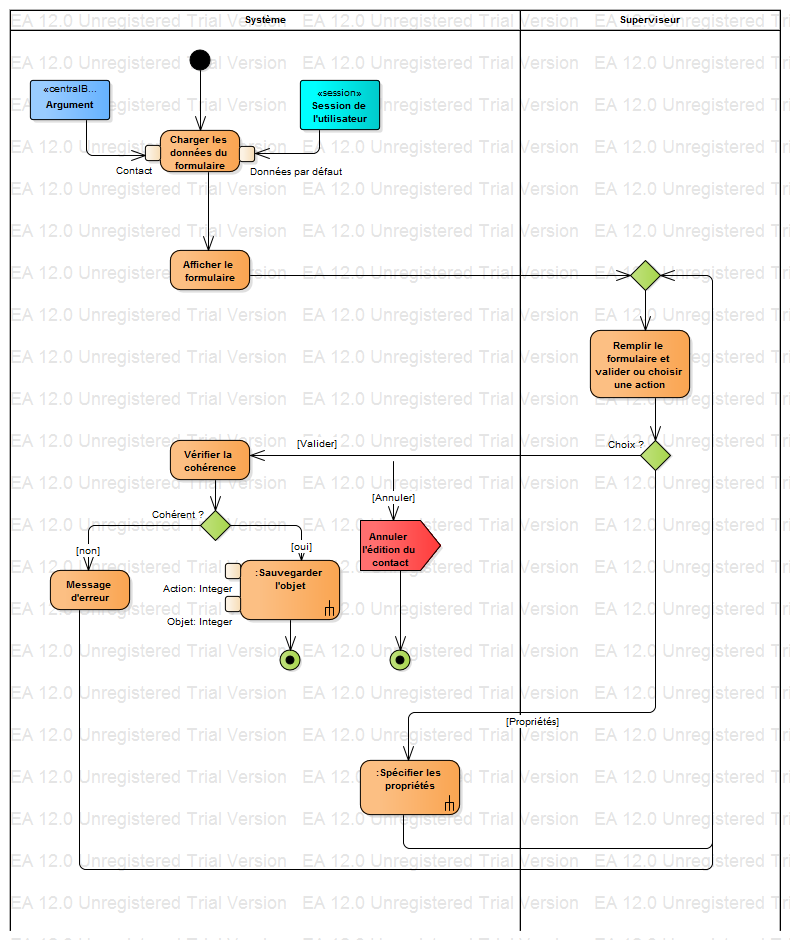 Système
Superviseur
EA 12.0 Unregistered Trial Version
«centralB...
Argument
«session»
Session de
l'utilisateur
Charger les
données du
formulaire
Contact
Données par défaut
Afficher le
formulaire
Remplir le
formulaire et
valider ou choisir
une action
Choix ?
[Valider]
Vérifier la
cohérence
[Annuler]
Cohérent ?
[non]
[oui]
Annuler
l'édition du
contact
Message
d'erreur
:Sauvegarder
l'objet
Action: Integer
Objet: Integer
[Propriétés]
:Spécifier les
propriétés